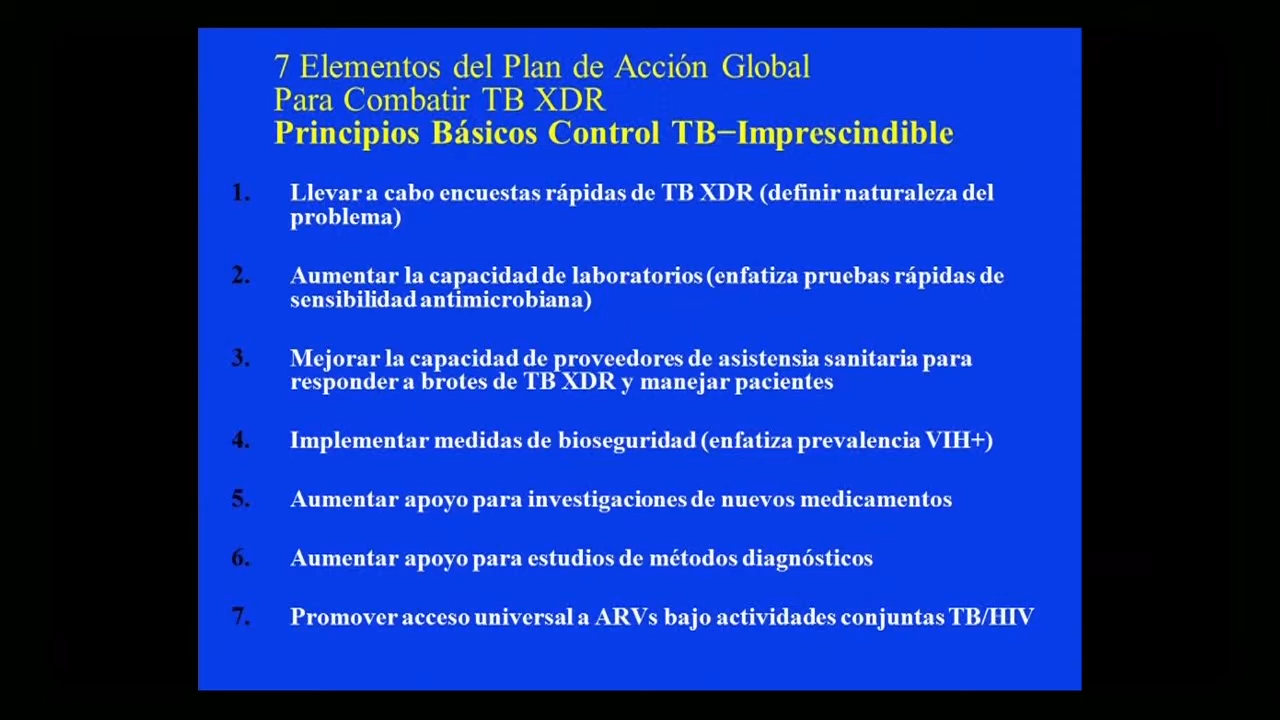 7 Elementos del Plan de Acción Global
Para Combatir TB XDR
Principios Básicos Control TB−Imprescindible
1. Llevar a cabo encuestas rápidas de TB XDR (definir naturaleza del
problema)
2. Aumentar la capacidad de laboratorios (enfatiza pruebas rápidas de
sensibilidad antimicrobiana)
3. Mejorar la capacidad de proveedores de asistensia sanitaria para
responder a brotes de TB XDR y manejar pacientes
4. Implementar medidas de bioseguridad (enfatiza prevalencia VIH+)
5. Aumentar apoyo para investigaciones de nuevos medicamentos
6. Aumentar apoyo para estudios de métodos diagnósticos
7. Promover acceso universal a ARVs bajo actividades conjuntas TB/HIV